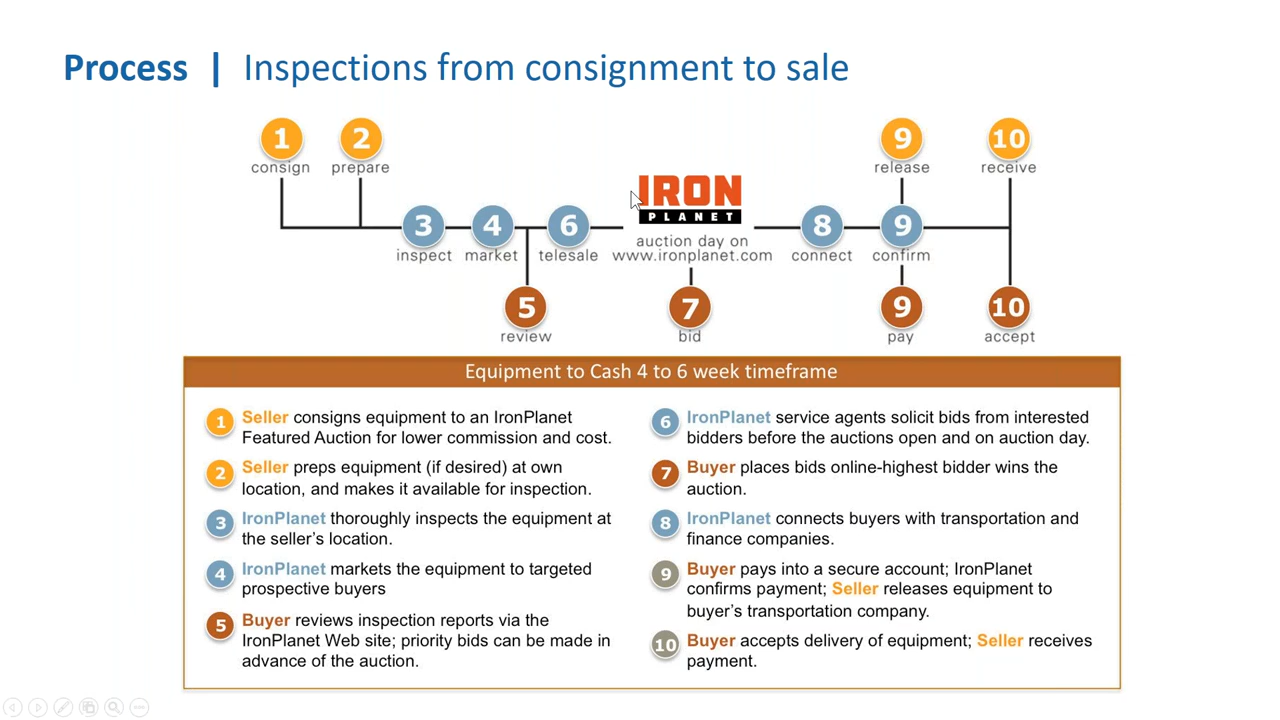 Process | Inspections from consignment to sale
1
2
9
10
consign
prepare
release
receive
IRON
PLANET
3
4
6
8
9
auction day on
inspect
market
telesale
www.ironplanet.com
connect
confirm
5
7
9
10
review
bid
pay
accept
Equipment to Cash 4 to 6 week timeframe
1 Seller consigns equipment to an IronPlanet
Featured Auction for lower commission and cost.
2 Seller preps equipment (if desired) at own
location, and makes it available for inspection.
3 IronPlanet thoroughly inspects the equipment at
the seller's location.
4 IronPlanet markets the equipment to targeted
prospective buyers
5 Buyer reviews inspection reports via the
IronPlanet Web site; priority bids can be made in
advance of the auction.
6 IronPlanet service agents solicit bids from interested
bidders before the auctions open and on auction day.
7 Buyer places bids online-highest bidder wins the
auction.
8 IronPlanet connects buyers with transportation and
finance companies.
9 Buyer pays into a secure account; IronPlanet
confirms payment; Seller releases equipment to
buyer's transportation company.
10 Buyer accepts delivery of equipment; Seller receives
payment.